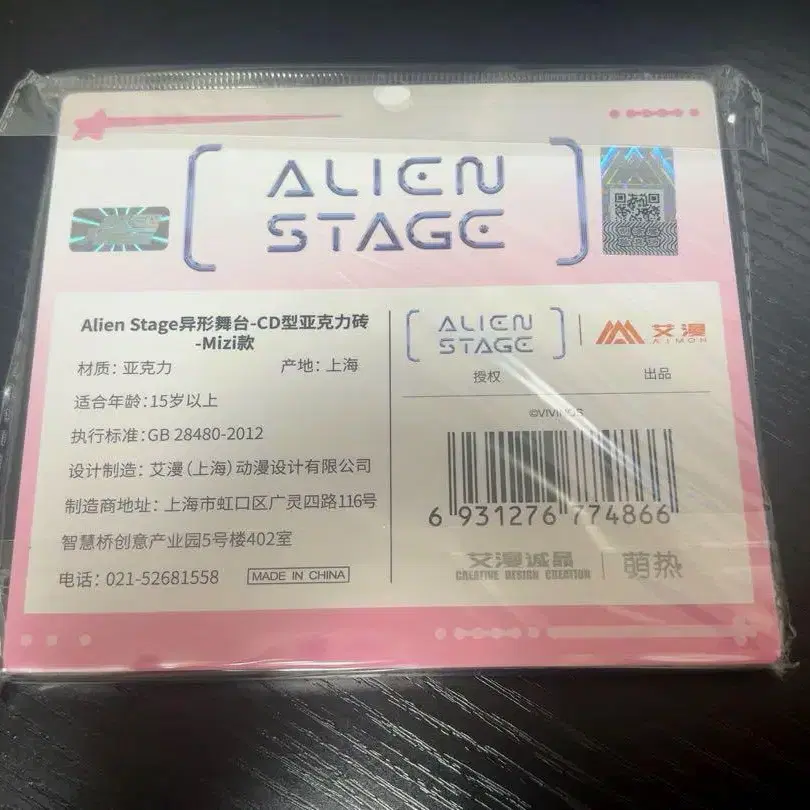 ALIEN
STAGE
Alien Stage异形舞台-CD型亚克力砖
-Mizi款
材质：亚克力
产地：上海
适合年龄:15岁以上
执行标准:GB 28480-2012
设计制造：艾漫（上海）动漫设计有限公司
制造商地址：上海市虹口区广灵四路116号
智慧桥创意产业园5号楼402室
电话：021-52681558
MADE IN CHINA
ALIEN
STAGE
艾漫
AIMON
授权
出品
©VIVINOS
6 931276 774866
艾漫诚品
CREATIVE DESIGN CREATION
萌热